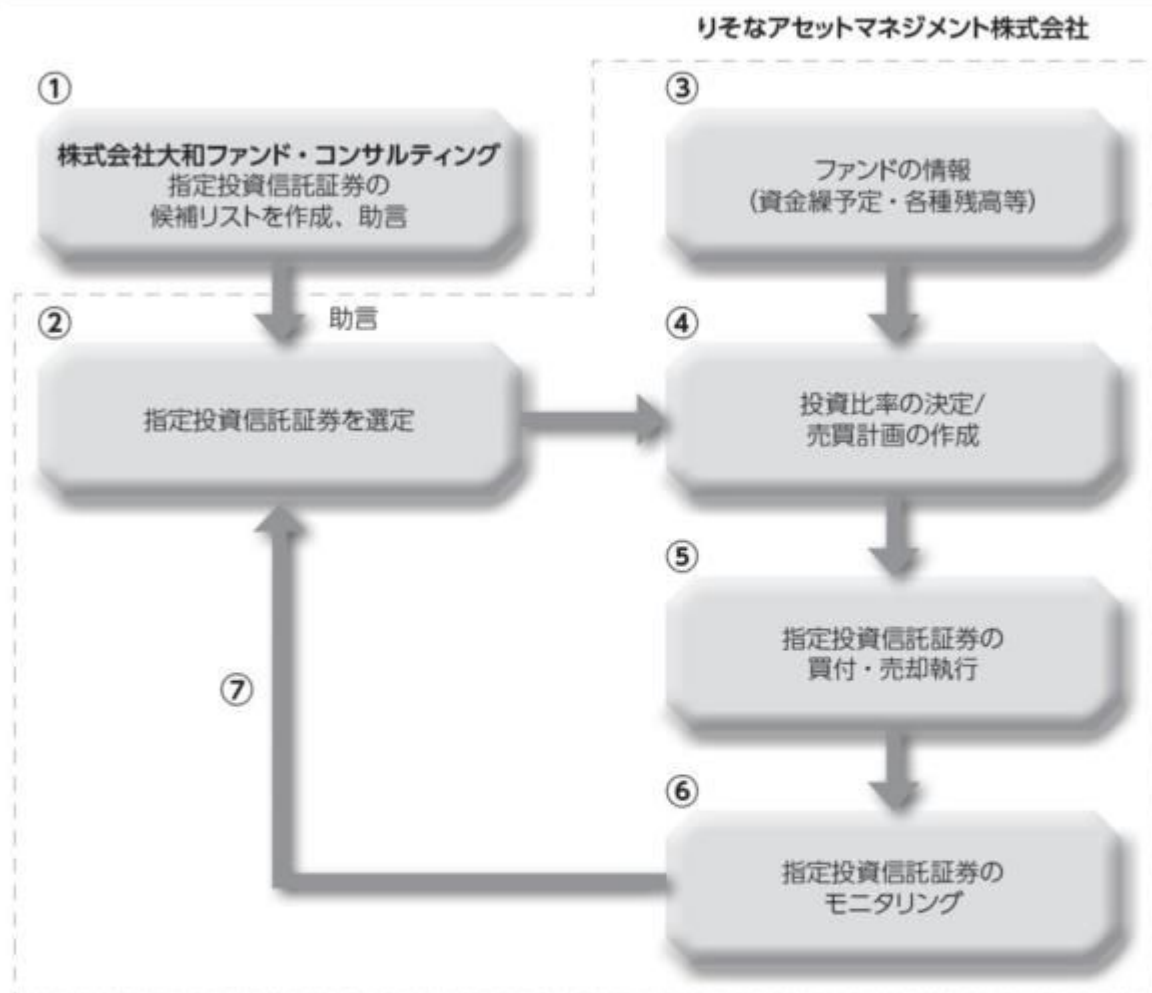 りそなアセットマネジメント株式会社
①
株式会社大和ファンド・コンサルティング
指定投資信託証券の
候補リストを作成、助言
助言
②
指定投資信託証券を選定
③
ファンドの情報
(資金繰予定・各種残高等)
④
投資比率の決定/
売買計画の作成
⑤
指定投資信託証券の
買付・売却執行
⑥
指定投資信託証券の
モニタリング
⑦